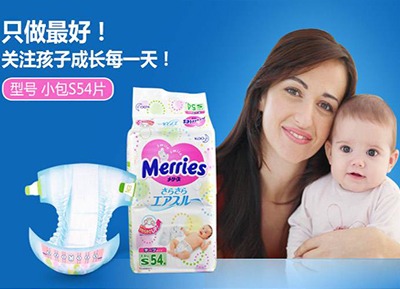 只做最好！
关注孩子成长每一天！
型号 小包S54片
Merries
メリーズ
さらさら
エアスルー
S 54